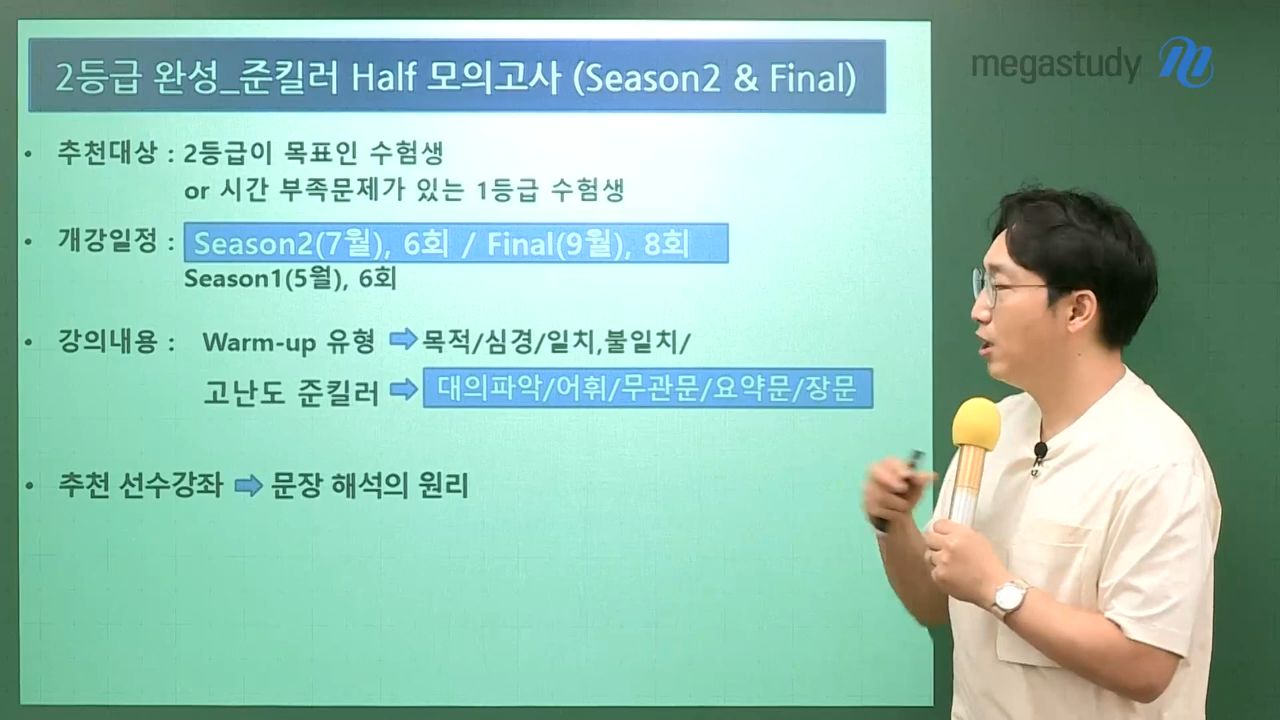 2등급 완성_준킬러 Half 모의고사 (Season2 & Final)
megastudy
• 추천대상 : 2등급이 목표인 수험생
or 시간 부족문제가 있는 1등급 수험생
• 개강일정 : Season2(7월), 6회 / Final(9월), 8회
Season1(5월), 6회
• 강의내용 : Warm-up 유형 ➡ 목적/심경/일치,불일치/
고난도 준킬러 ➡ 대의파악/어휘/무관문/요약문/장문
• 추천 선수강좌 ➡ 문장 해석의 원리